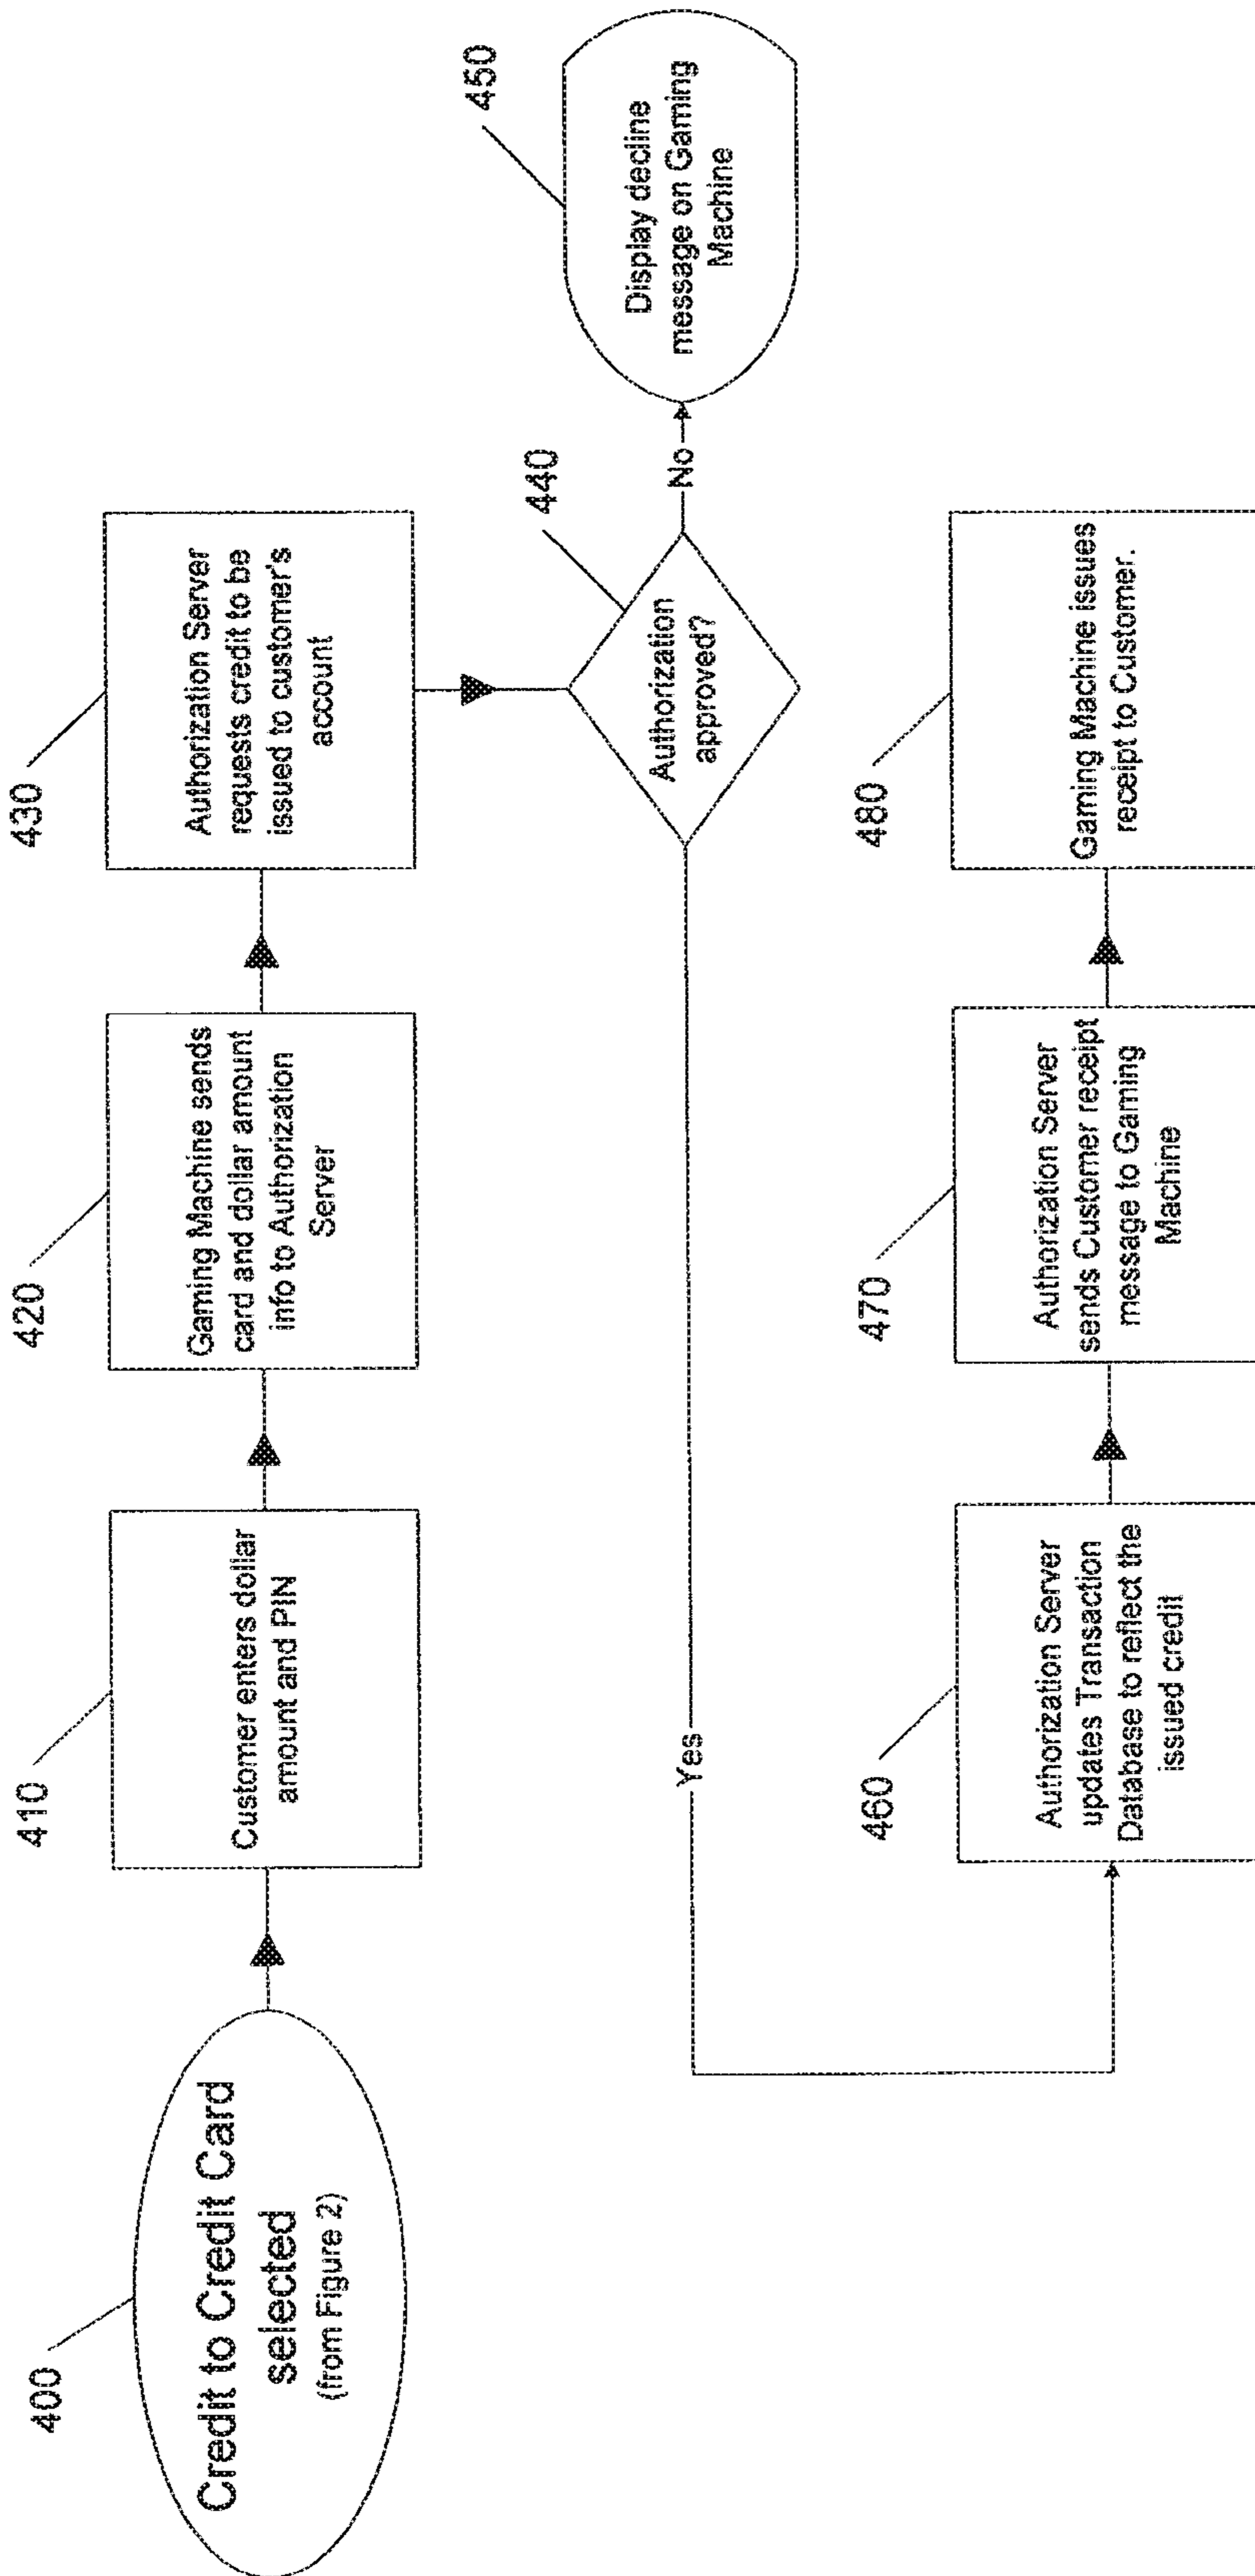 400
Credit to Credit Card
selected
(from Figure 2)
410
Customer enters dollar
amount and PIN
420
Gaming Machine sends
card and dollar amount
info to Authorization
Server
430
Authorization Server
requests credit to be
issued to customer's
account
440
Authorization
approved?
No
450
Display decline
message on Gaming
Machine
Yes
460
Authorization Server
updates Transaction
Database to reflect the
issued credit
470
Authorization Server
sends Customer receipt
message to Gaming
Machine
480
Gaming Machine issues
receipt to Customer.